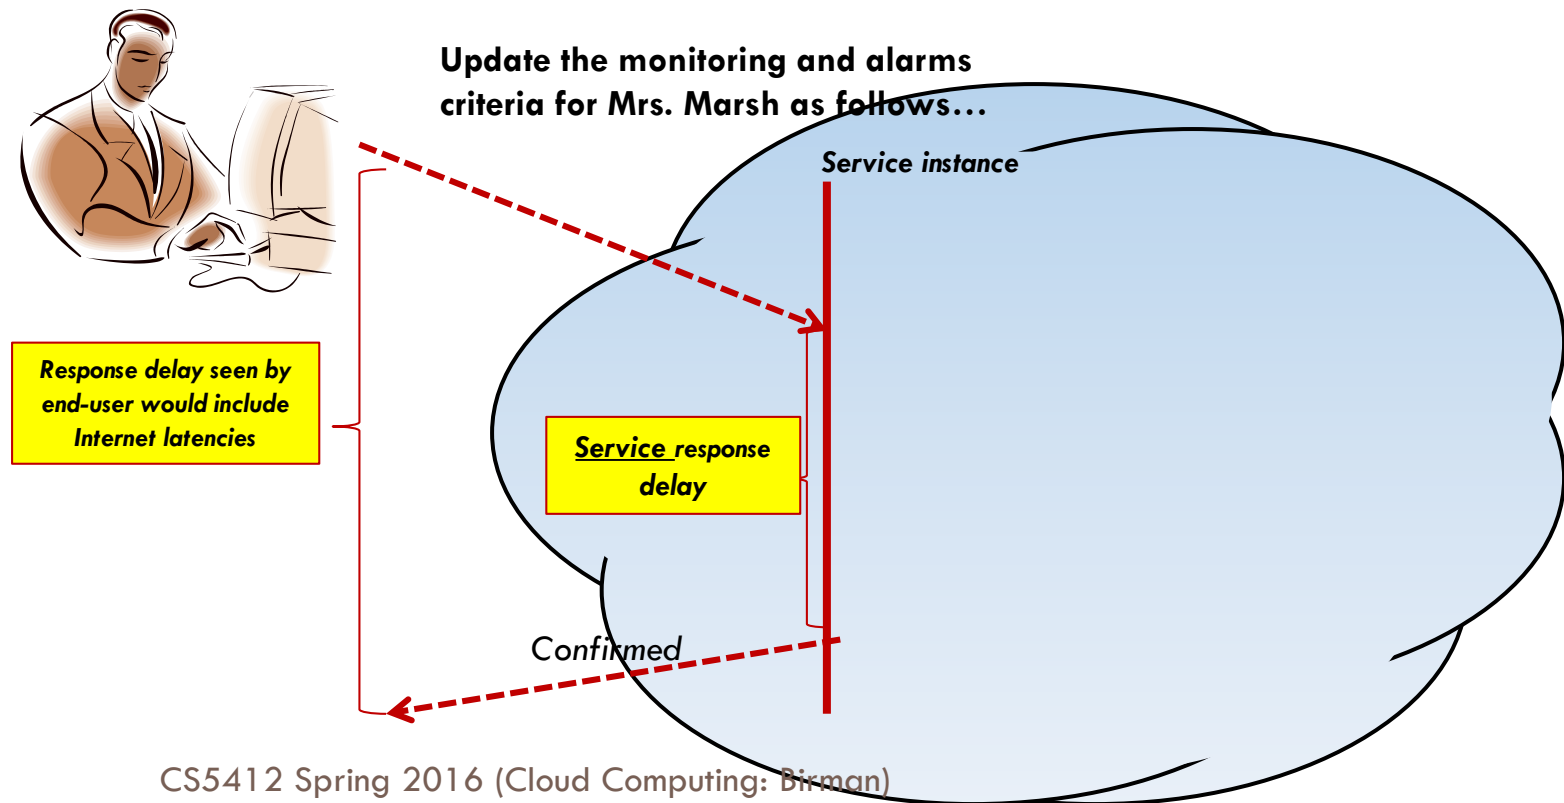 Update the monitoring and alarms
criteria for Mrs. Marsh as follows…
Service instance
Response delay seen by
end-user would include
Internet latencies
Service response
delay
Confirmed
CS5412 Spring 2016 (Cloud Computing: Birman)